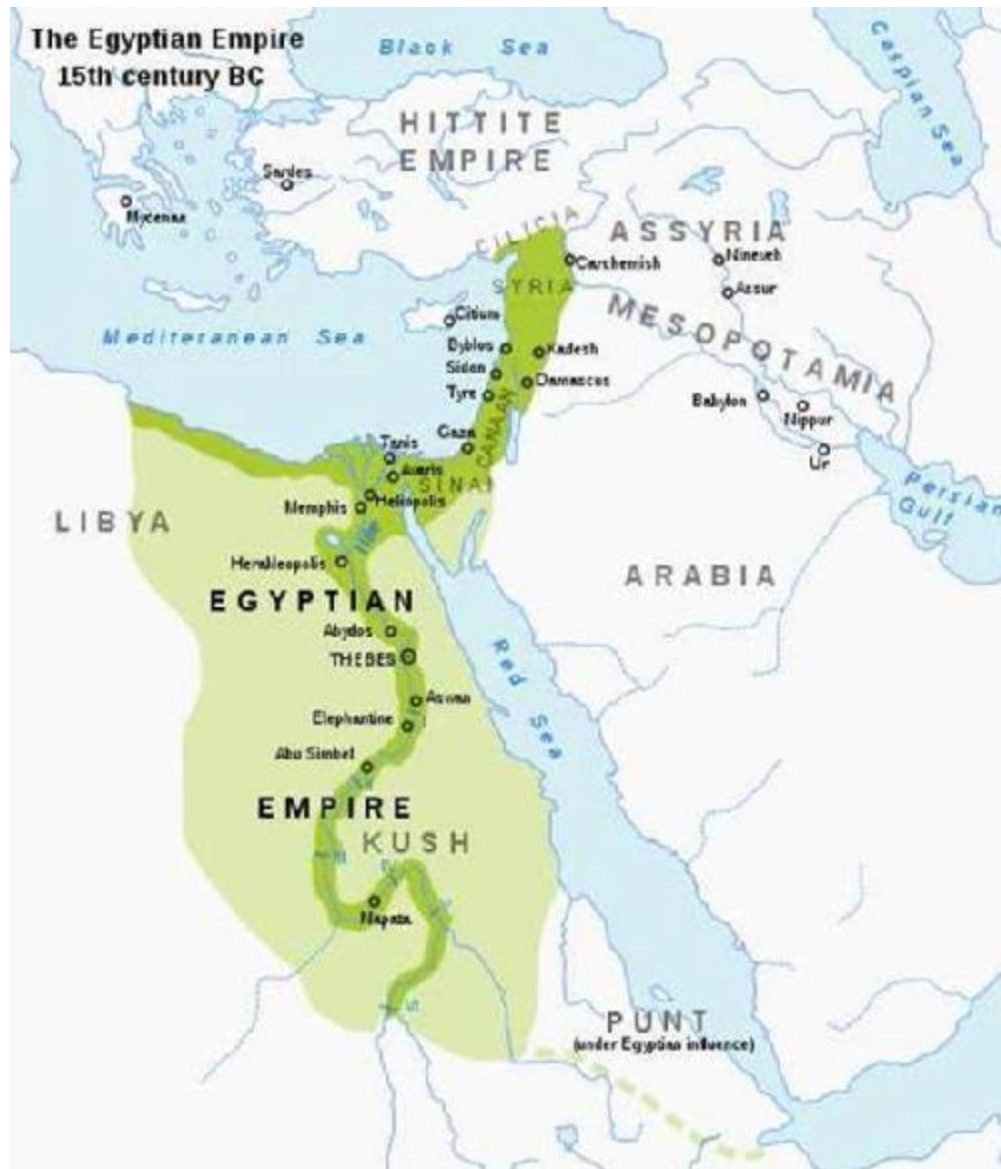 The Egyptian Empire
15th century BC
Black Sea
Caspian Sea
HITTITE
EMPIRE
Sardes
Mycenaa
CILICIA
ASSYRIA
Nineveh
Carchemish
SYRIA
Assur
MESOPOTAMIA
Citium
Mediteranean Sea
Byblos
Kadesh
Sidon
Damascus
Tyre
CANAAN
Babylon
Nippur
Gaza
Tanis
Ur
Avaris
SINAI
Heliopolis
Memphis
Persian
Gulf
LIBYA
Herakleopolis
ARABIA
EGYPTIAN
Abydos
THEBES
Red Sea
Aswan
Elephantine
Abu Simbel
EMPIRE
KUSH
Napata
PUNT
(under Egyptian influence)